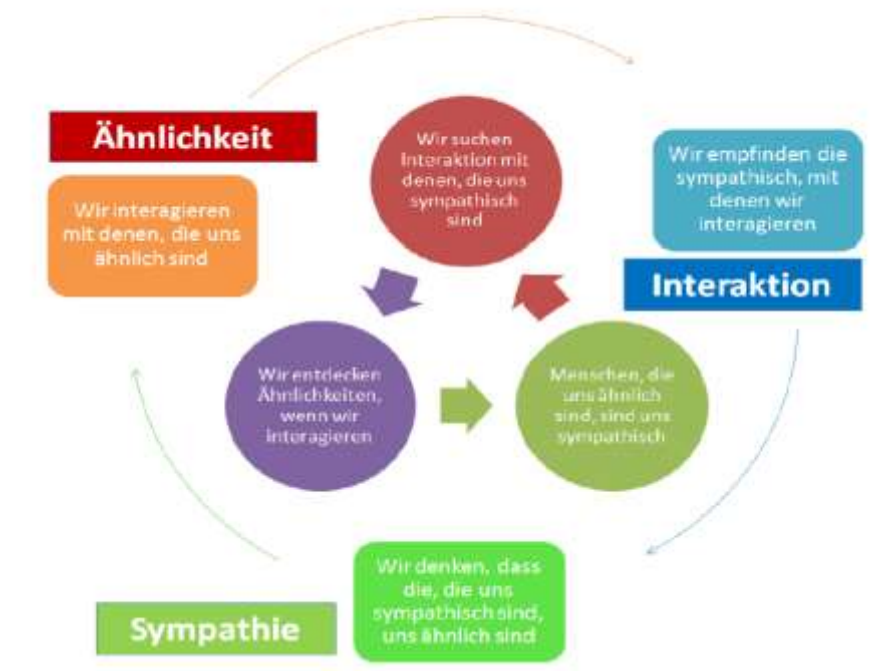 Ähnlichkeit
Wir interagieren
mit denen, die uns
ähnlich sind
Wir suchen
Interaktion mit
denen, die uns
sympathisch
sind
Wir empfinden die
sympathisch, mit
denen wir
interagieren
Interaktion
Wir entdecken
Ähnlichkeiten,
wenn wir
interagieren
Menschen, die
uns ähnlich
sind, sind uns
sympathisch
Wir denken, dass
die, die uns
sympathisch sind,
uns ähnlich sind
Sympathie